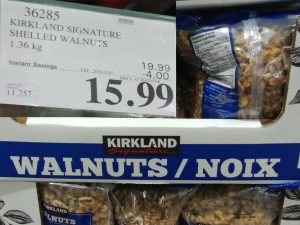 36285
KIRKLAND SIGNATURE
SHELLED WALNUTS
1.36 kg
19.99
Instant Savings
-4.00
11.757
15.99
KIRKLAND
Signature
WALNUTS / NOIX
KIRKLAND
WALNUTS